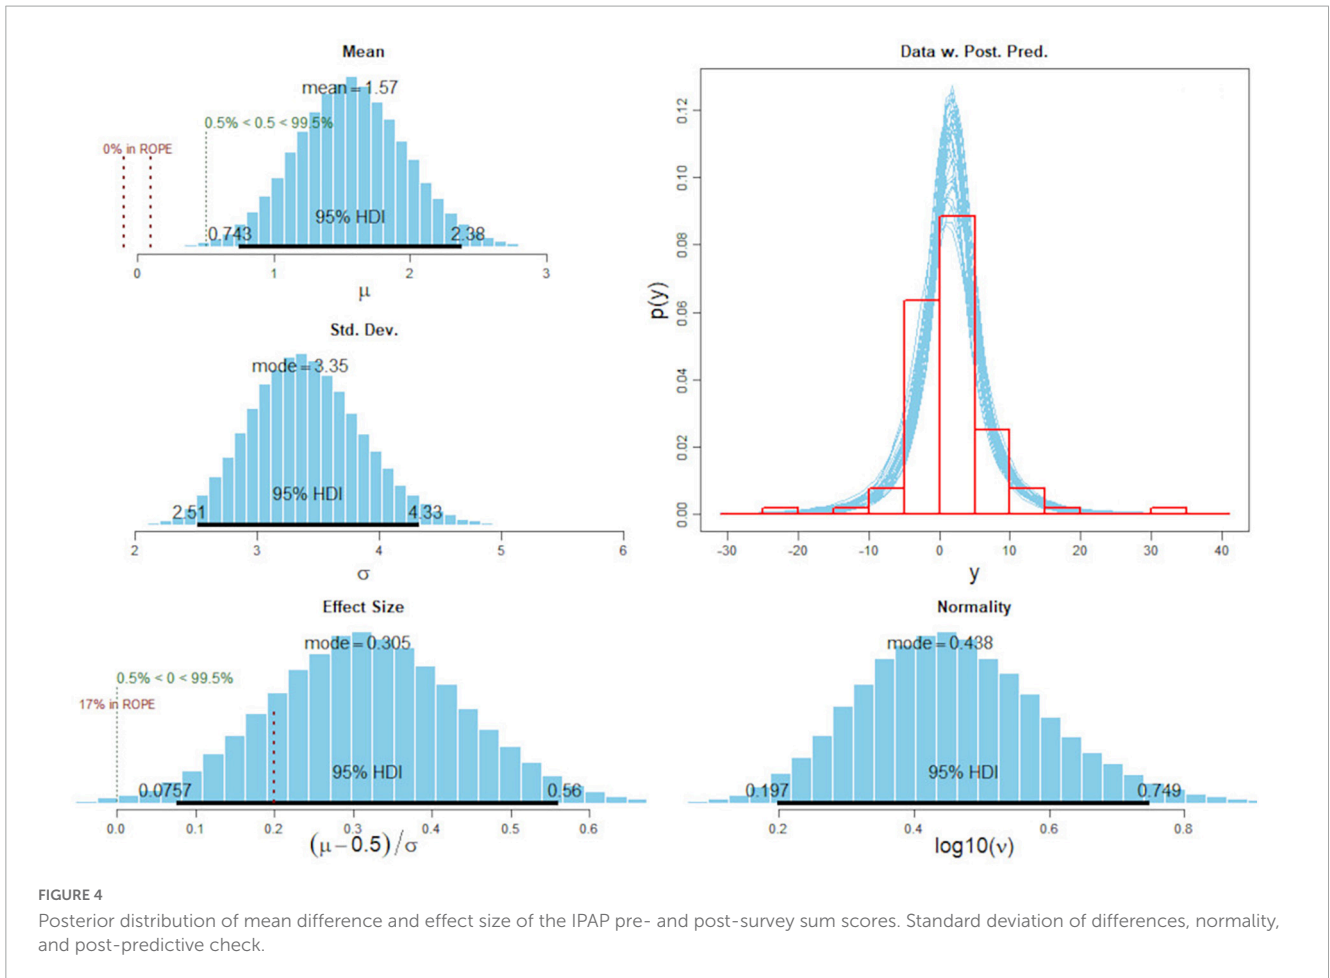 Mean
mean = 1.57
0.5% < 0.5 < 99.5%
0% in ROPE
95% HDI
0.743
2.38
0
1
2
3
μ
Data w. Post. Pred.
0.12
0.10
0.08
0.06
0.04
0.02
0.00
p(y)
-30
-20
-10
0
10
20
30
40
y
Std. Dev.
mode = 3.35
95% HDI
2.51
4.33
2
3
4
5
6
σ
Effect Size
mode = 0.305
0.5% < 0 < 99.5%
17% in ROPE
95% HDI
0.0757
0.56
0.0
0.1
0.2
0.3
0.4
0.5
0.6
(μ − 0.5)/σ
Normality
mode = 0.438
95% HDI
0.197
0.749
0.2
0.4
0.6
0.8
log10(ν)
FIGURE 4
Posterior distribution of mean difference and effect size of the IPAP pre- and post-survey sum scores. Standard deviation of differences, normality,
and post-predictive check.